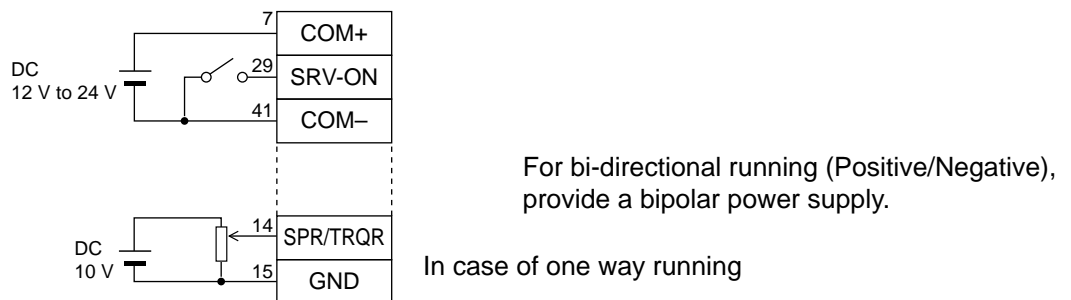 7
COM+
DC
12 V to 24 V
29
SRV-ON
41
COM–
For bi-directional running (Positive/Negative),
provide a bipolar power supply.
14
SPR/TRQR
DC
10 V
15
GND
In case of one way running